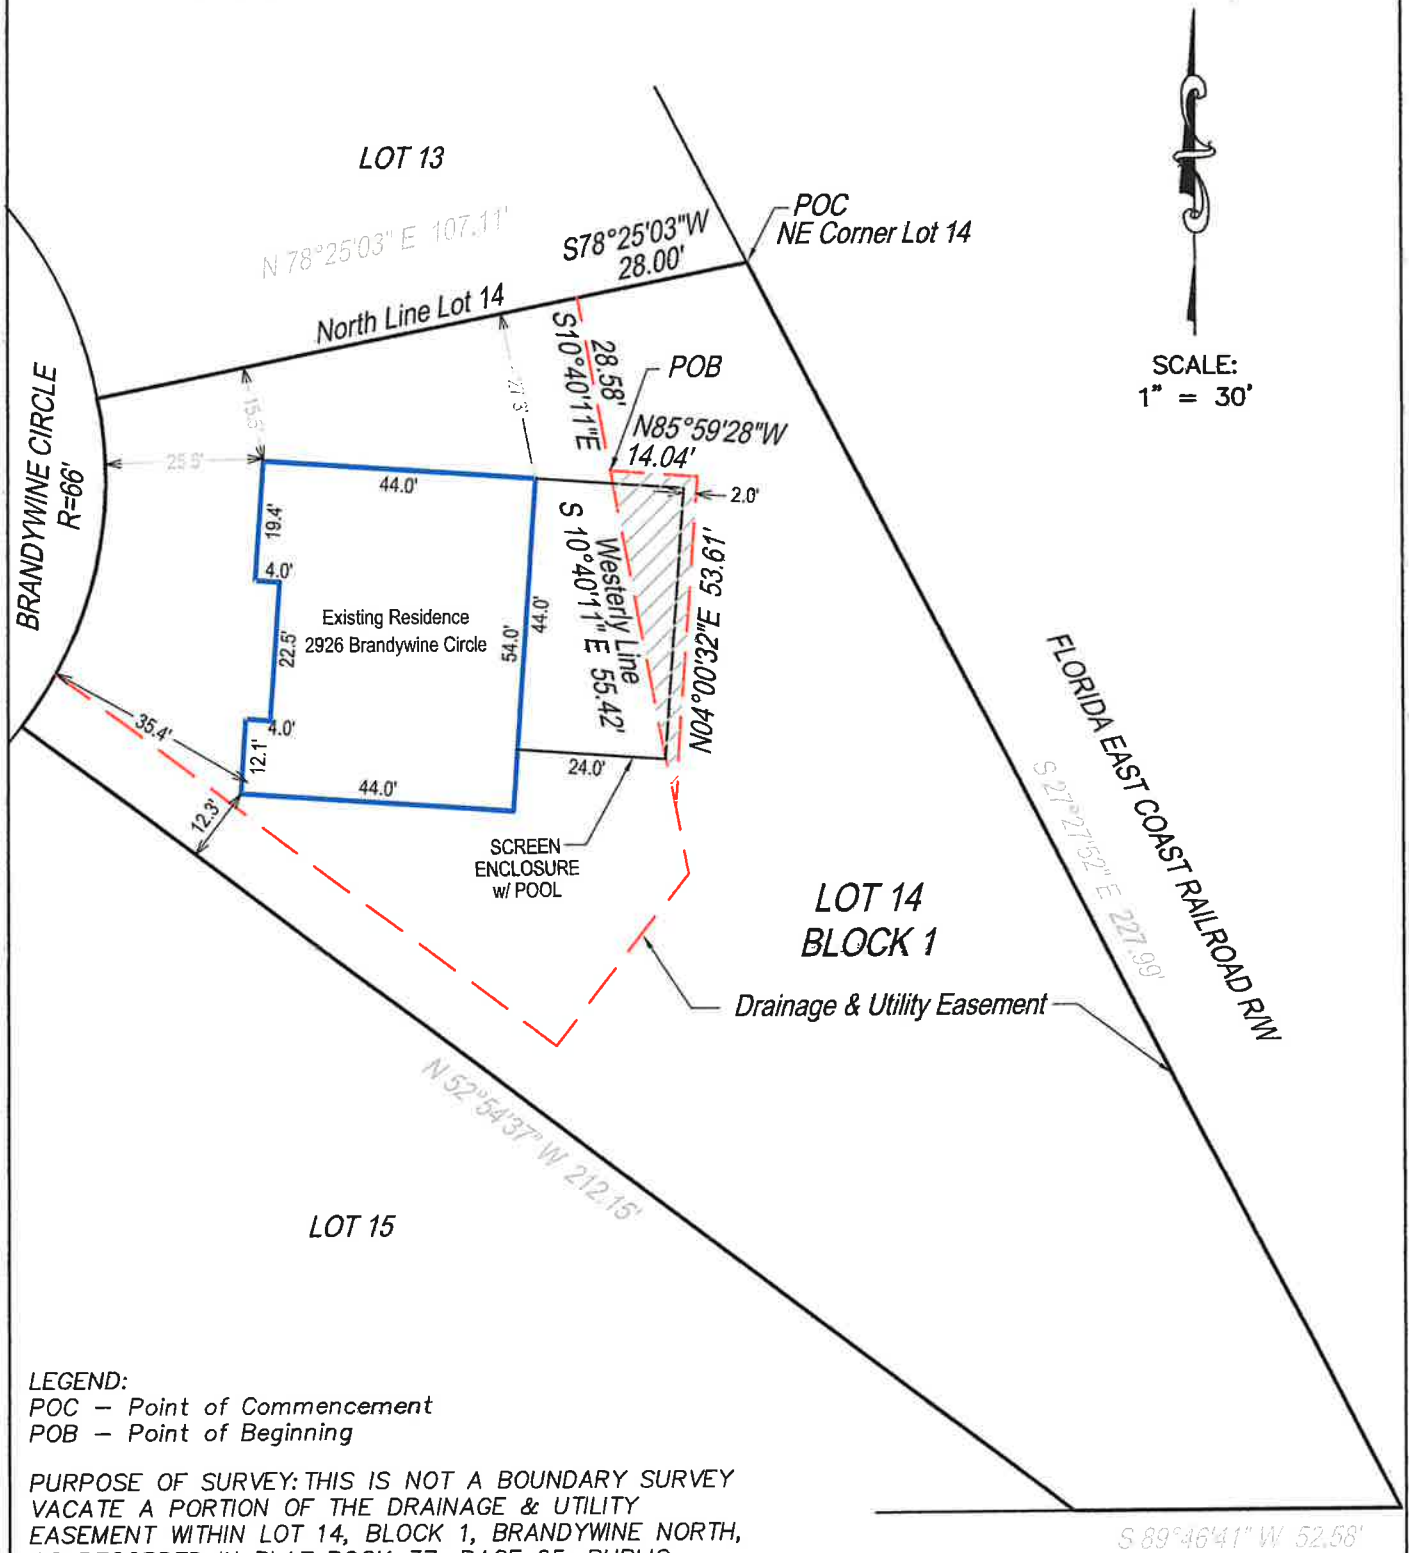 LOT 13
POC
NE Corner Lot 14
N 78°25'03" E 107.11'
S78°25'03"W
28.00'
North Line Lot 14
SCALE:
1" = 30'
28.58'
S10°40'11"E
POB
BRANDYWINE CIRCLE
R=66'
27.3'
N85°59'28"W
14.04'
25.5'
44.0'
2.0'
19.4'
4.0'
Existing Residence
2926 Brandywine Circle
22.5'
54.0'
44.0'
Westerly Line
S 10°40'11" E 55.42'
N04°00'32"E 53.61'
35.4'
4.0'
12.1'
44.0'
24.0'
12.3'
SCREEN
ENCLOSURE
w/ POOL
FLORIDA EAST COAST RAILROAD R/W
S 27°27'52" E 227.99'
LOT 14
BLOCK 1
Drainage & Utility Easement
N 52°54'37" W 212.15'
LOT 15
LEGEND:
POC – Point of Commencement
POB – Point of Beginning
PURPOSE OF SURVEY: THIS IS NOT A BOUNDARY SURVEY
VACATE A PORTION OF THE DRAINAGE & UTILITY
EASEMENT WITHIN LOT 14, BLOCK 1, BRANDYWINE NORTH,
S 89°46'41" W 52.58'